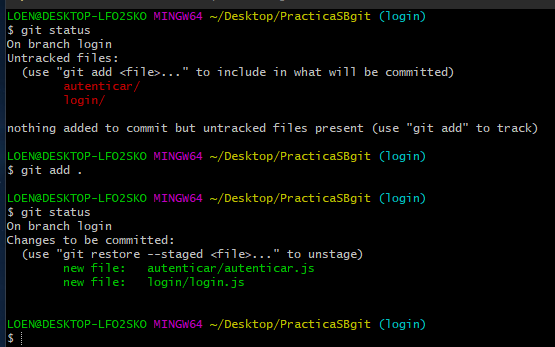 LOEN@DESKTOP-LFO2SKO MINGW64 ~/Desktop/PracticaSBgit (login)
$ git status
On branch login
Untracked files:
  (use "git add <file>..." to include in what will be committed)
        autenticar/
        login/

nothing added to commit but untracked files present (use "git add" to track)

LOEN@DESKTOP-LFO2SKO MINGW64 ~/Desktop/PracticaSBgit (login)
$ git add .

LOEN@DESKTOP-LFO2SKO MINGW64 ~/Desktop/PracticaSBgit (login)
$ git status
On branch login
Changes to be committed:
  (use "git restore --staged <file>..." to unstage)
        new file:   autenticar/autenticar.js
        new file:   login/login.js


LOEN@DESKTOP-LFO2SKO MINGW64 ~/Desktop/PracticaSBgit (login)
$